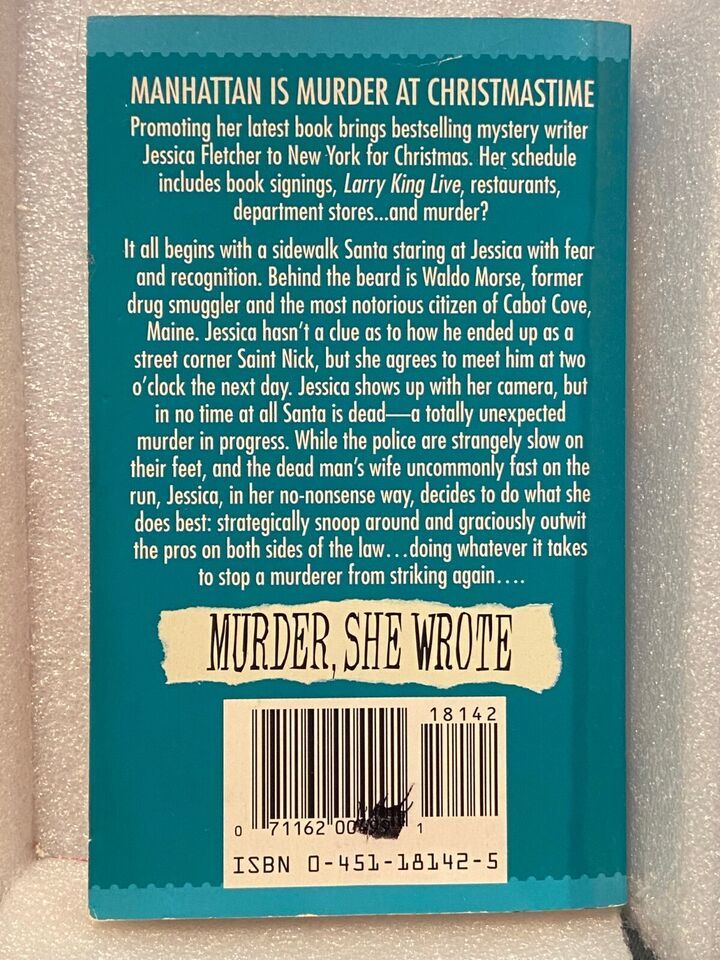 MANHATTAN IS MURDER AT CHRISTMASTIME
Promoting her latest book brings bestselling mystery writer
Jessica Fletcher to New York for Christmas. Her schedule
includes book signings, Larry King Live, restaurants,
department stores...and murder?
It all begins with a sidewalk Santa staring at Jessica with fear
and recognition. Behind the beard is Waldo Morse, former
drug smuggler and the most notorious citizen of Cabot Cove,
Maine. Jessica hasn't a clue as to how he ended up as a
street corner Saint Nick, but she agrees to meet him at two
o'clock the next day. Jessica shows up with her camera, but
in no time at all Santa is dead—a totally unexpected
murder in progress. While the police are strangely slow on
their feet, and the dead man's wife uncommonly fast on the
run, Jessica, in her no-nonsense way, decides to do what she
does best: strategically snoop around and graciously outwit
the pros on both sides of the law...doing whatever it takes
to stop a murderer from striking again....
MURDER, SHE WROTE
18142
0 71162 1
ISBN 0-451-18142-5